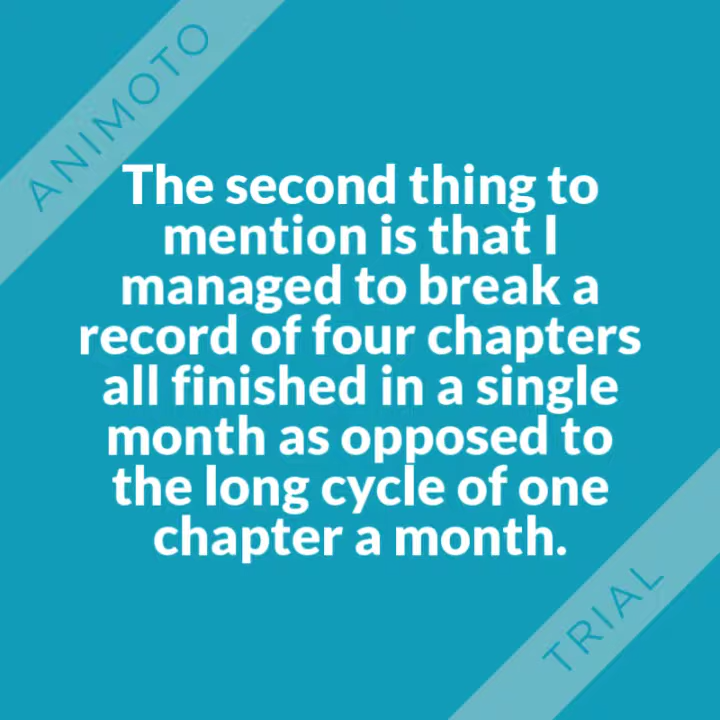 ANIMOTO
The second thing to
mention is that I
managed to break a
record of four chapters
all finished in a single
month as opposed to
the long cycle of one
chapter a month.
TRIAL